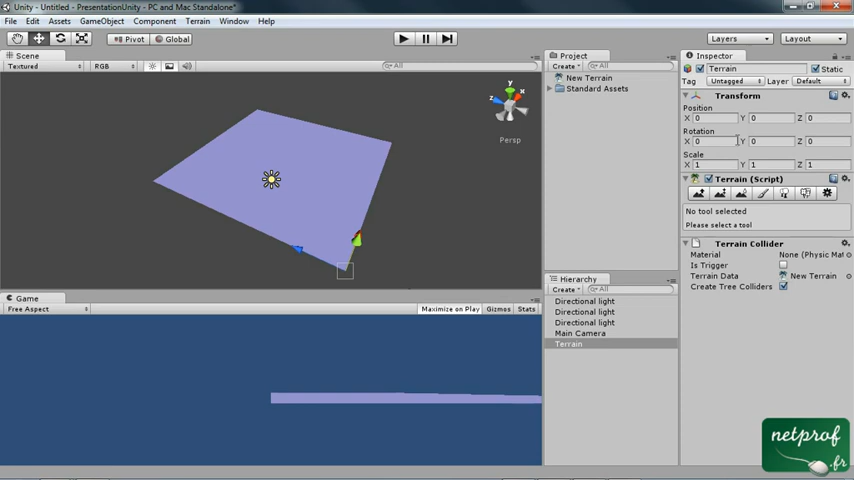 Unity - Untitled - PresentationUnity - PC and Mac Standalone*
File Edit Assets GameObject Component Terrain Window Help
Pivot Global Layers Layout
Scene
Textured RGB All
y
x
z
Persp
Game
Free Aspect Maximize on Play Gizmos Stats
Project
Create All
New Terrain
Standard Assets
Hierarchy
Create All
Directional light
Directional light
Directional light
Main Camera
Terrain
Inspector
Terrain Static
Tag Untagged Layer Default
Transform
Position
X 0 Y 0 Z 0
Rotation
X 0 Y 0 Z 0
Scale
X 1 Y 1 Z 1
Terrain (Script)
No tool selected
Please select a tool
Terrain Collider
Material None (Physic Mat
Is Trigger
Terrain Data New Terrain
Create Tree Colliders
netprof
.fr